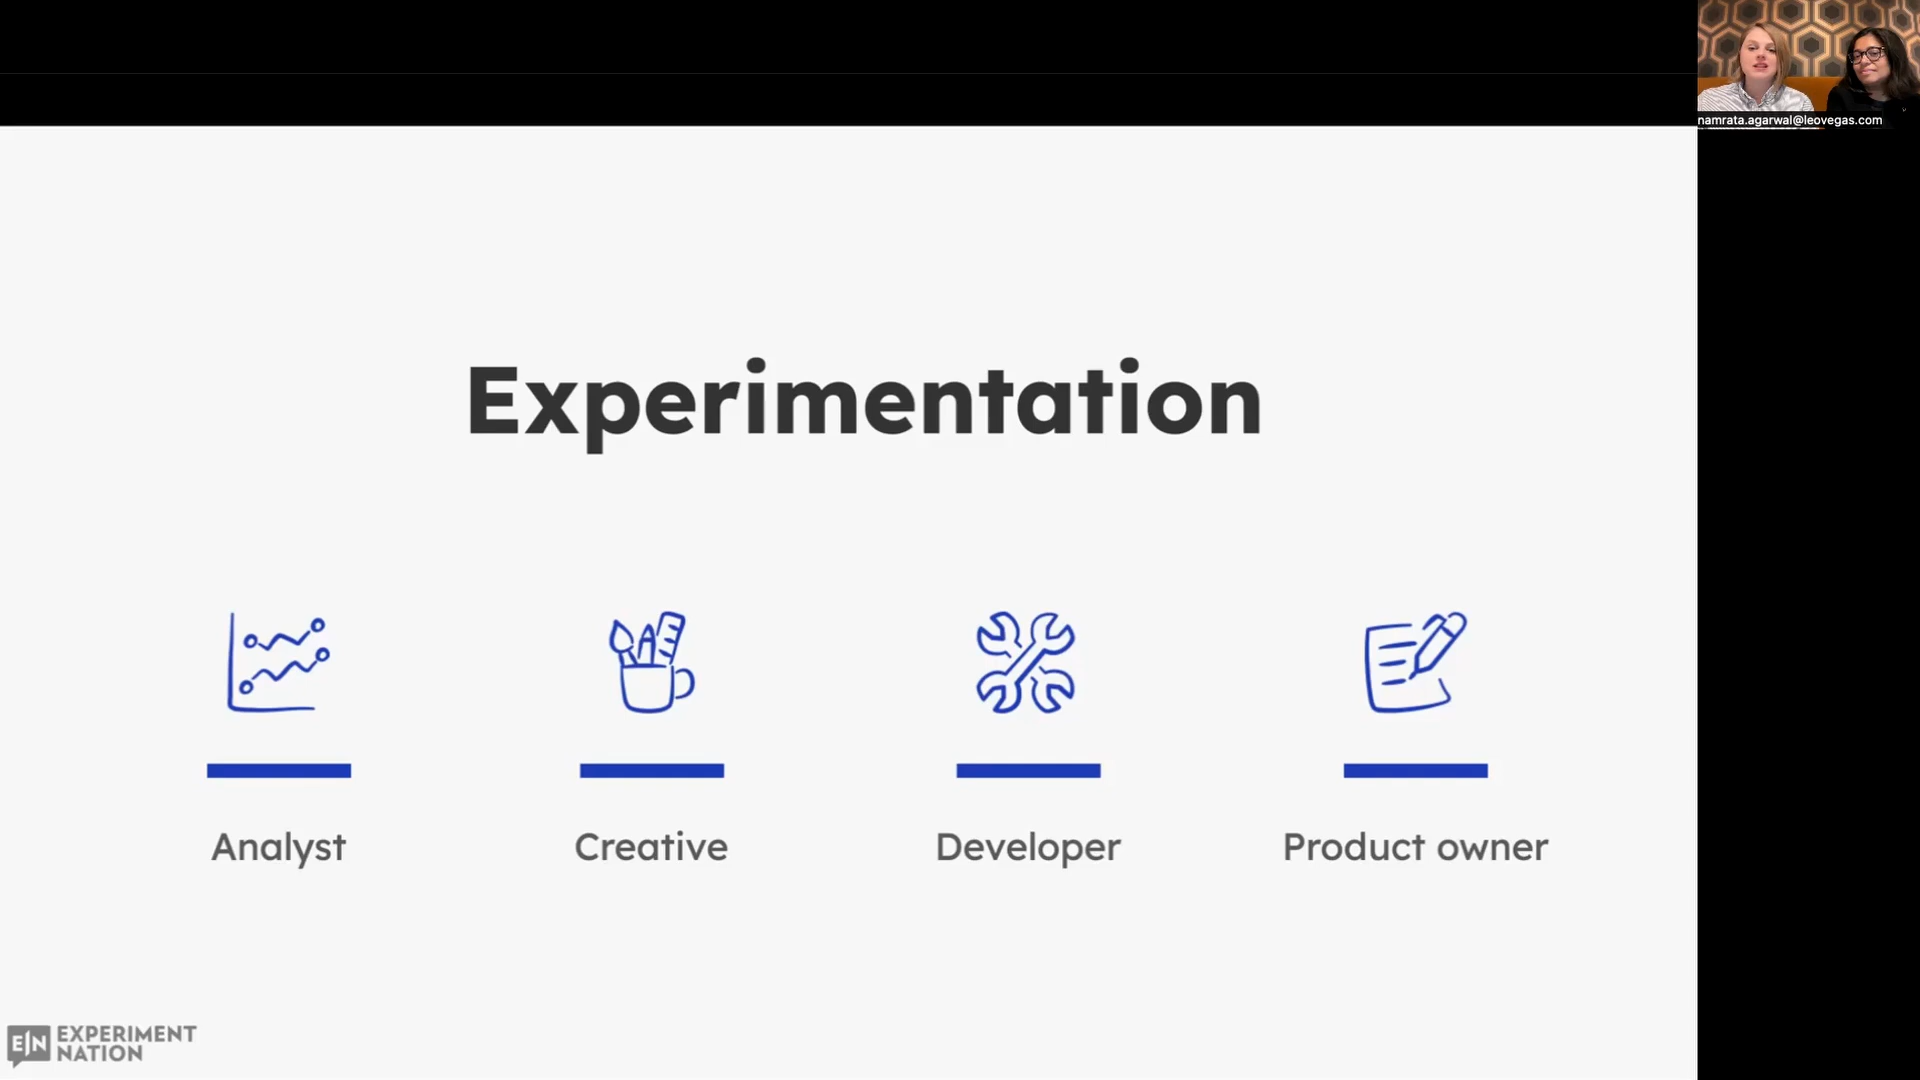 namrata.agarwal@leovegas.com
Experimentation
Analyst
Creative
Developer
Product owner
E|N
EXPERIMENT
NATION